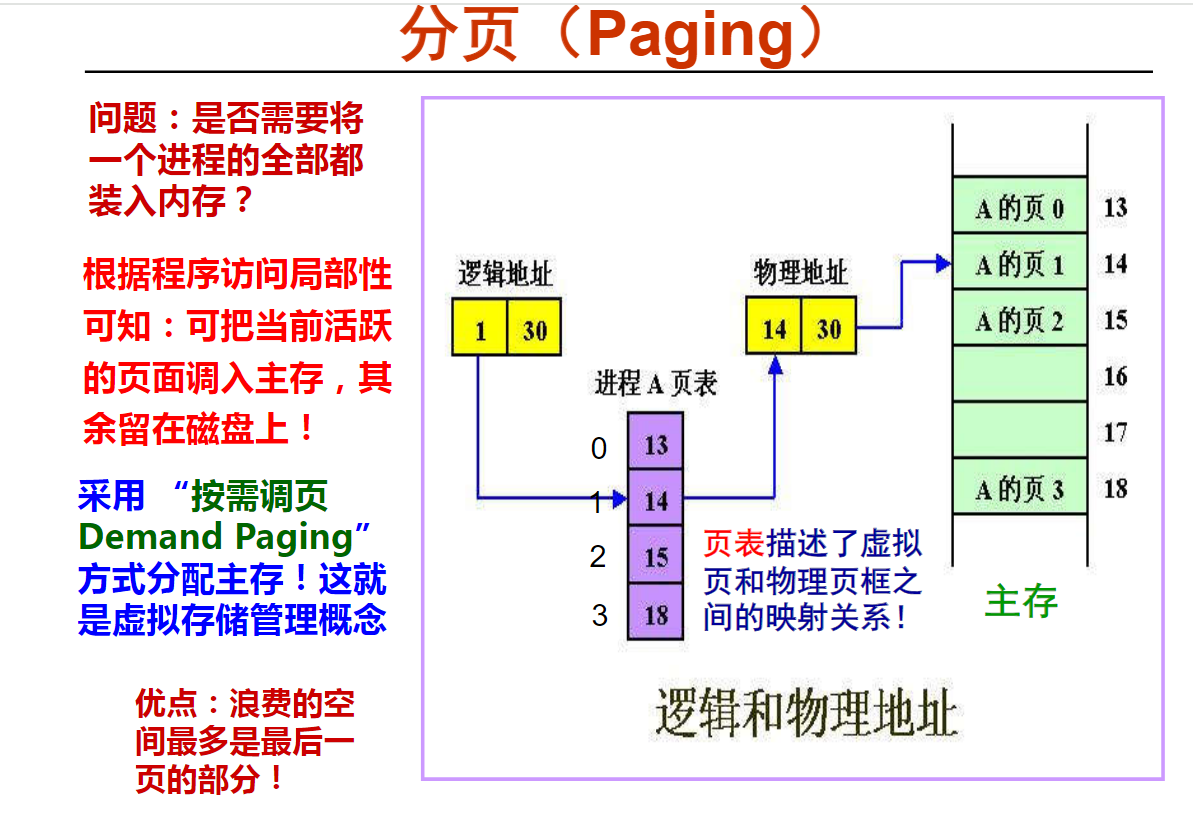 分页（Paging）
问题：是否需要将
一个进程的全部都
装入内存？
根据程序访问局部性
可知：可把当前活跃
的页面调入主存，其
余留在磁盘上！
采用 “按需调页
Demand Paging”
方式分配主存！这就
是虚拟存储管理概念
优点：浪费的空
间最多是最后一
页的部分！
逻辑地址
1 30
进程 A 页表
0 13
1 14
2 15
3 18
物理地址
14 30
A 的页 0 13
A 的页 1 14
A 的页 2 15
16
17
A 的页 3 18
主存
页表描述了虚拟
页和物理页框之
间的映射关系！
逻辑和物理地址